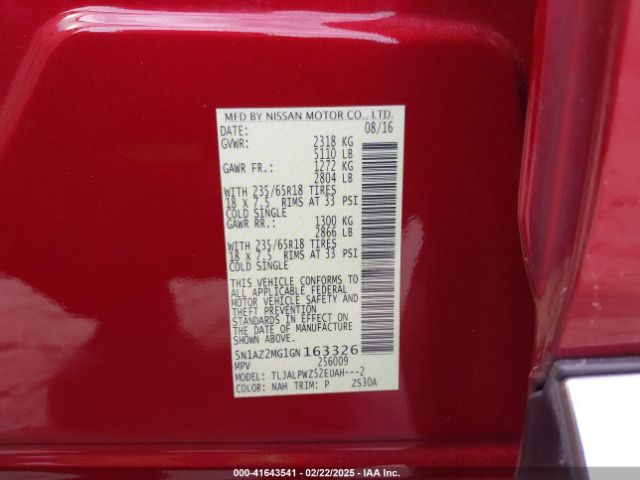 MFD BY NISSAN MOTOR CO., LTD.
DATE: 08/16
GVWR: 2318 KG
5110 LB
GAWR FR.: 1272 KG
2804 LB
WITH 235/65R18 TIRES
18 X 7.5 RIMS AT 33 PSI
COLD SINGLE
GAWR RR.: 1300 KG
2866 LB
WITH 235/65R18 TIRES
18 X 7.5 RIMS AT 33 PSI
COLD SINGLE
THIS VEHICLE CONFORMS TO
ALL APPLICABLE FEDERAL
MOTOR VEHICLE SAFETY AND
THEFT PREVENTION
STANDARDS IN EFFECT ON
THE DATE OF MANUFACTURE
SHOWN ABOVE.
5N1AZ2MG1GN163326
MPV 256009
MODEL: TLJALPWZ52EUAH---2
COLOR: NAH TRIM: P ZS30A
000-41643541 - 02/22/2025 - IAA Inc.